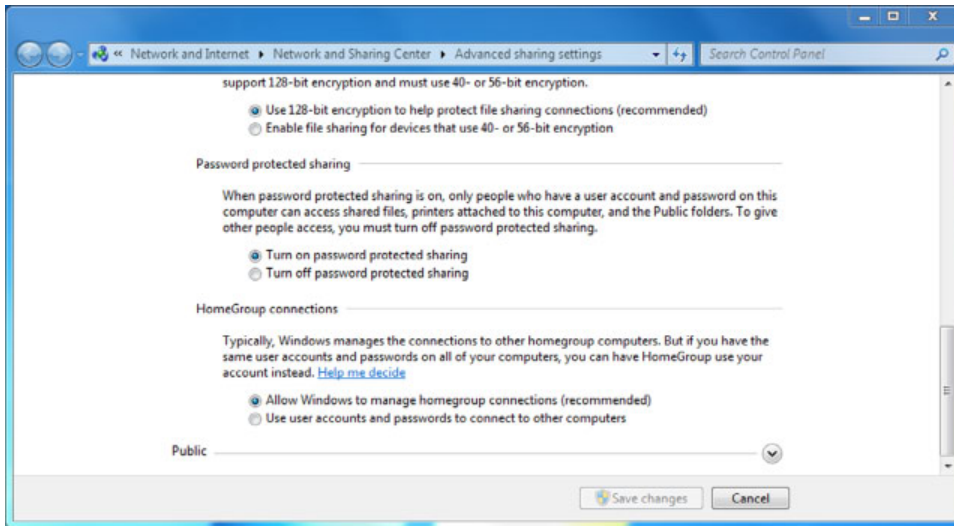 « Network and Internet ▸ Network and Sharing Center ▸ Advanced sharing settings
Search Control Panel
support 128-bit encryption and must use 40- or 56-bit encryption.
Use 128-bit encryption to help protect file sharing connections (recommended)
Enable file sharing for devices that use 40- or 56-bit encryption
Password protected sharing
When password protected sharing is on, only people who have a user account and password on this
computer can access shared files, printers attached to this computer, and the Public folders. To give
other people access, you must turn off password protected sharing.
Turn on password protected sharing
Turn off password protected sharing
HomeGroup connections
Typically, Windows manages the connections to other homegroup computers. But if you have the
same user accounts and passwords on all of your computers, you can have HomeGroup use your
account instead. Help me decide
Allow Windows to manage homegroup connections (recommended)
Use user accounts and passwords to connect to other computers
Public
Save changes
Cancel